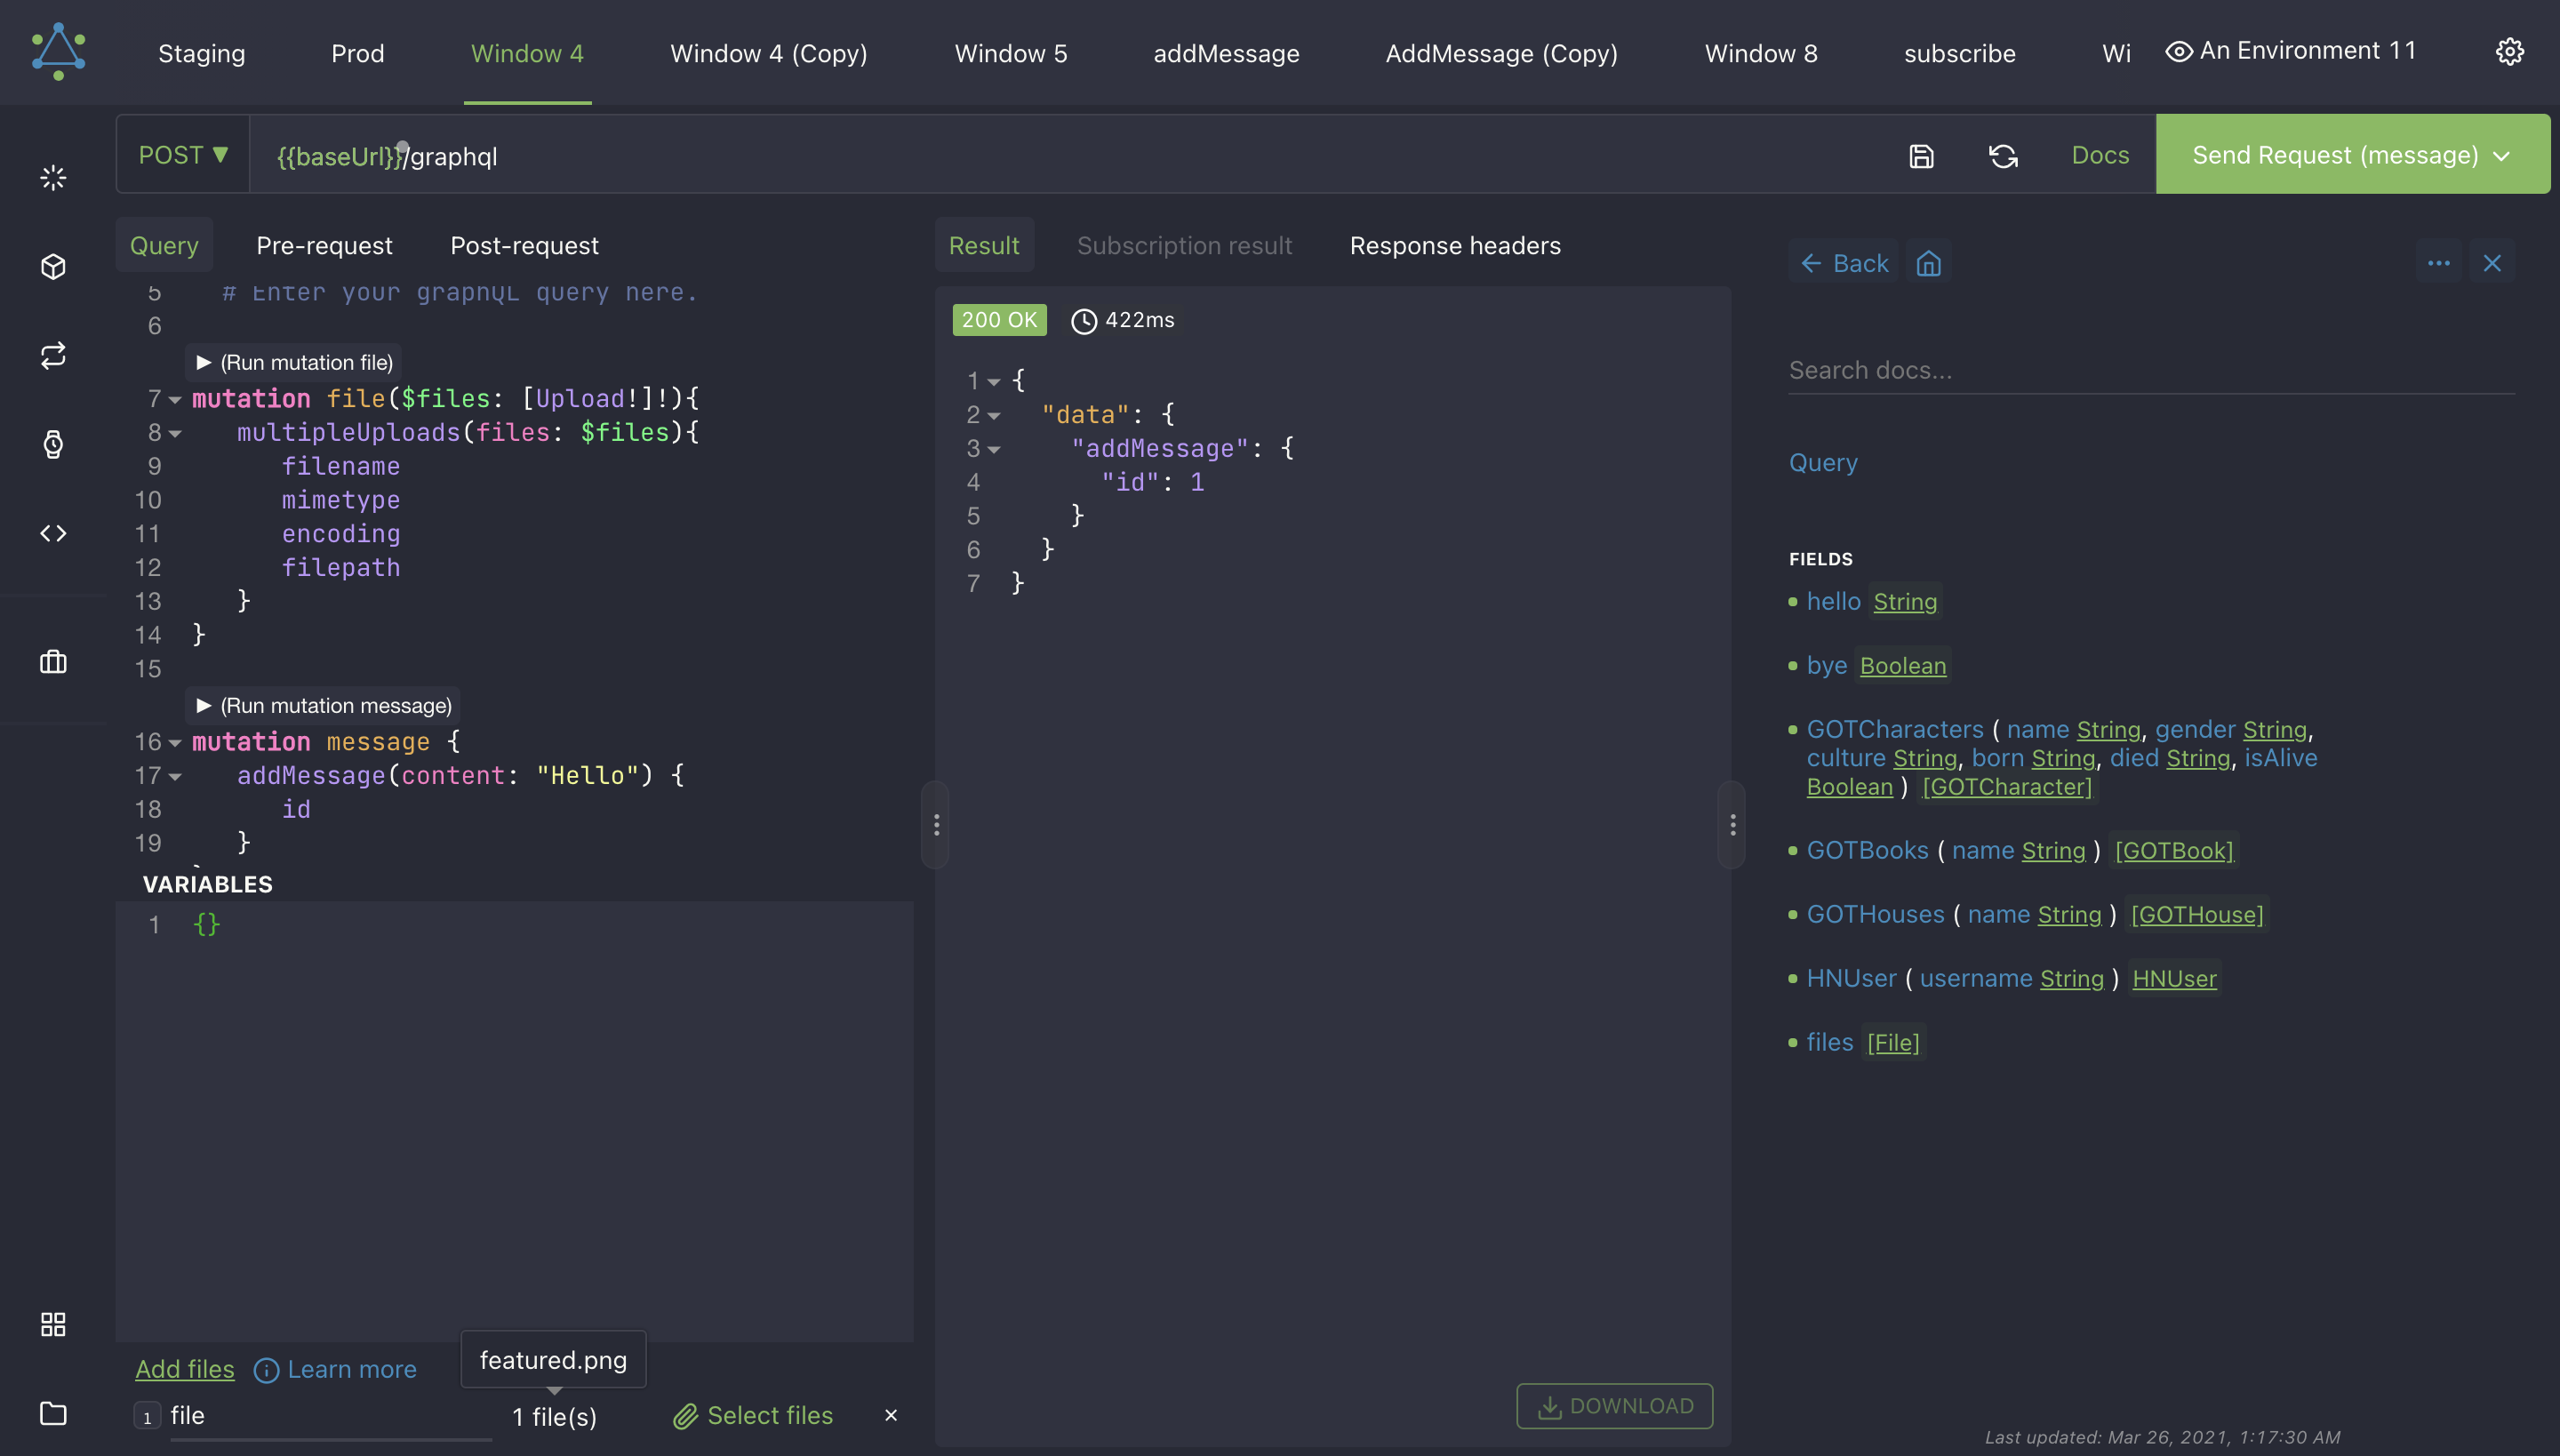 Staging Prod Window 4 Window 4 (Copy) Window 5 addMessage AddMessage (Copy) Window 8 subscribe Wi An Environment 11
POST ▼ {{baseUrl}}/graphql Docs Send Request (message)
Query Pre-request Post-request
5 # Enter your graphQL query here.
6
▶ (Run mutation file)
7 mutation file($files: [Upload!]!){
8 multipleUploads(files: $files){
9 filename
10 mimetype
11 encoding
12 filepath
13 }
14 }
15
▶ (Run mutation message)
16 mutation message {
17 addMessage(content: "Hello") {
18 id
19 }
VARIABLES
1 {}
Add files Learn more
featured.png
1 file 1 file(s) Select files ×
Result Subscription result Response headers
200 OK 422ms
1 {
2 "data": {
3 "addMessage": {
4 "id": 1
5 }
6 }
7 }
DOWNLOAD
Back
Search docs...
Query
FIELDS
hello String
bye Boolean
GOTCharacters ( name String, gender String,
culture String, born String, died String, isAlive
Boolean ) [GOTCharacter]
GOTBooks ( name String ) [GOTBook]
GOTHouses ( name String ) [GOTHouse]
HNUser ( username String ) HNUser
files [File]
Last updated: Mar 26, 2021, 1:17:30 AM